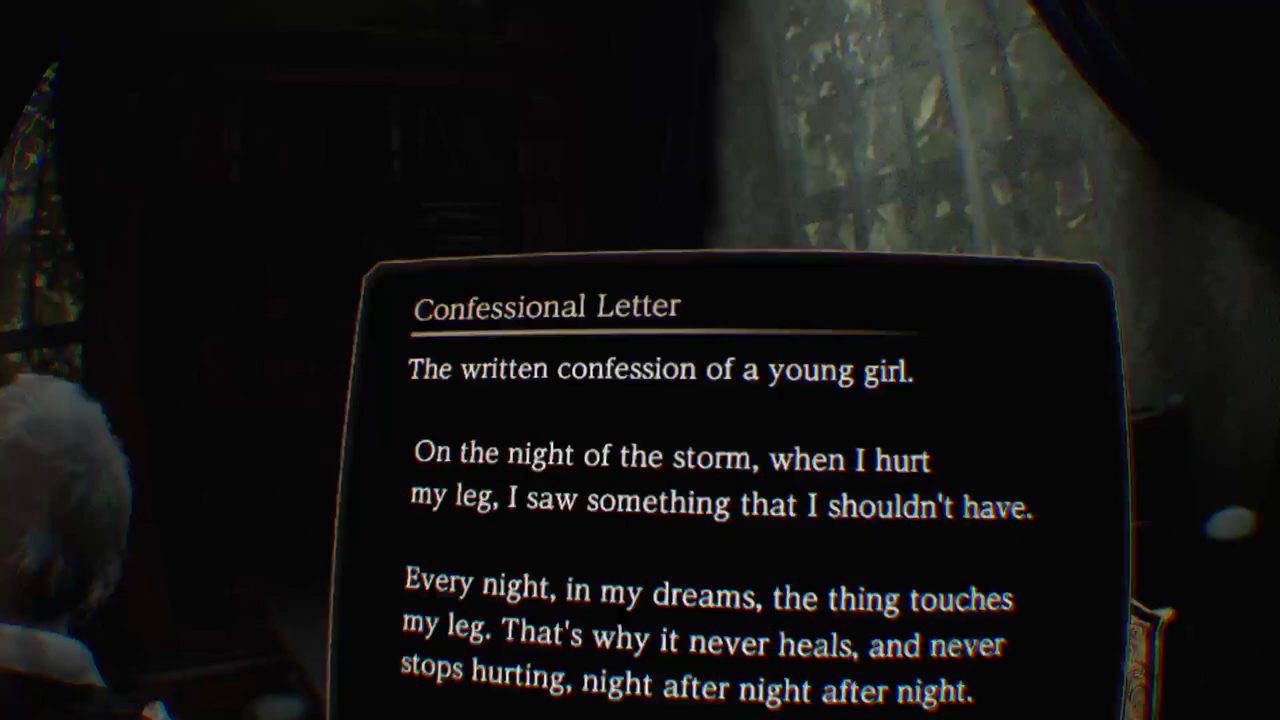 Confessional Letter
The written confession of a young girl.
On the night of the storm, when I hurt
my leg, I saw something that I shouldn't have.
Every night, in my dreams, the thing touches
my leg. That's why it never heals, and never
stops hurting, night after night after night.